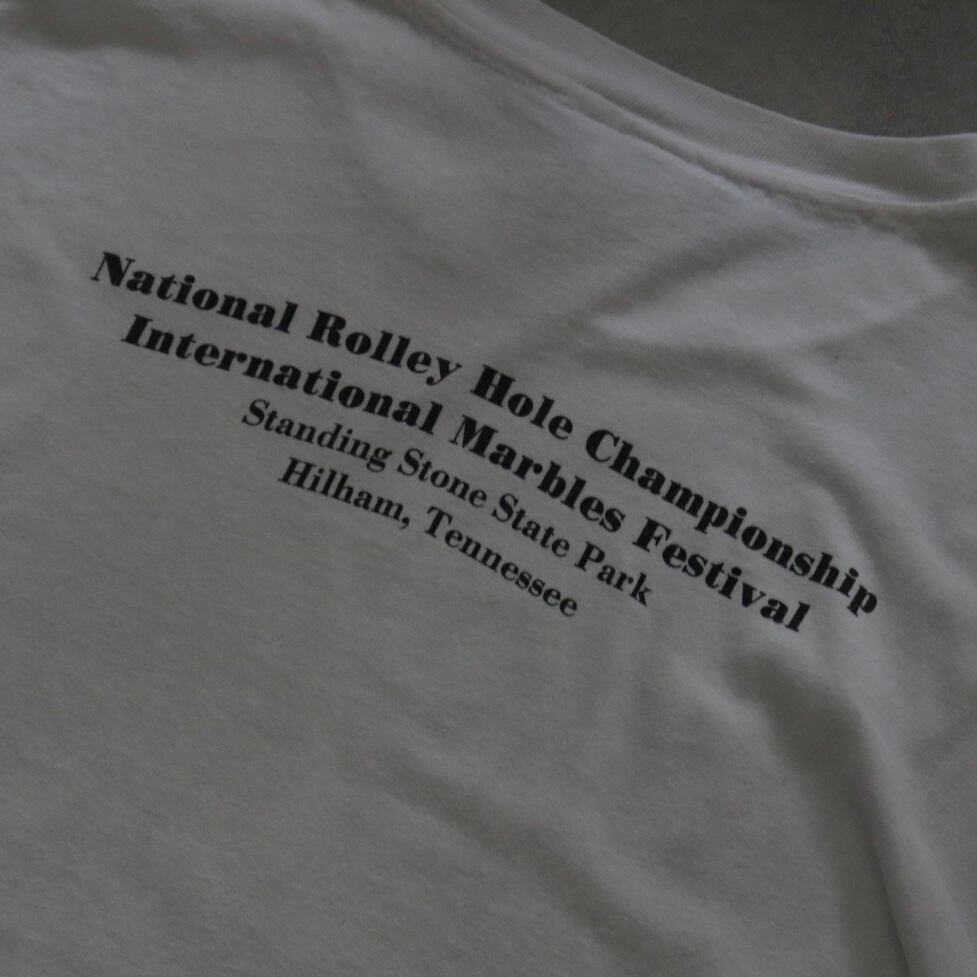 National Rolley Hole Championship
International Marbles Festival
Standing Stone State Park
Hilham, Tennessee